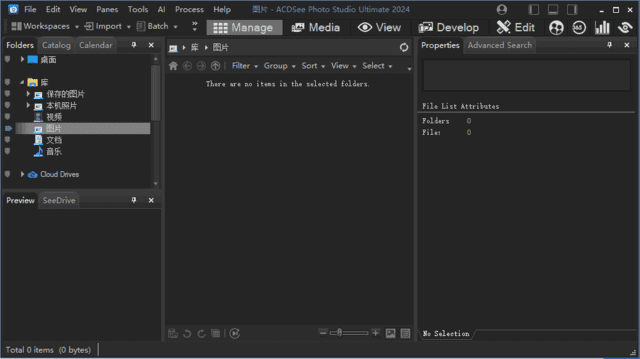 File Edit View Panes Tools AI Process Help 图片 - ACDSee Photo Studio Ultimate 2024
Workspaces Import Batch Manage Media View Develop Edit 365
Folders Catalog Calendar
桌面
库
保存的图片
本机照片
视频
图片
文档
音乐
Cloud Drives
Preview SeeDrive
库 图片
Filter Group Sort View Select
There are no items in the selected folders.
Properties Advanced Search
File List Attributes
Folders 0
File: 0
No Selection
Total 0 items (0 bytes)